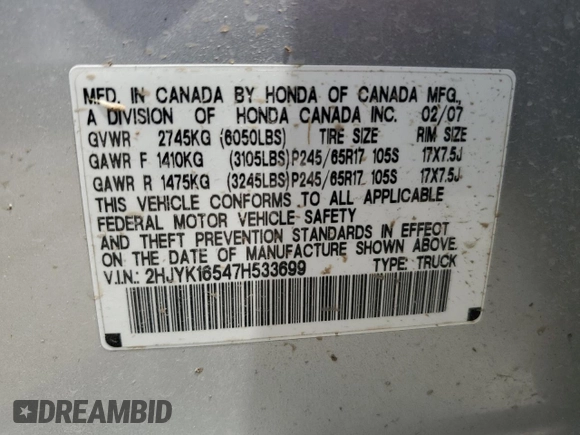 MFD. IN CANADA BY HONDA OF CANADA MFG.,
A DIVISION OF HONDA CANADA INC. 02/07
GVWR 2745KG (6050LBS) TIRE SIZE RIM SIZE
GAWR F 1410KG (3105LBS) P245/65R17 105S 17X7.5J
GAWR R 1475KG (3245LBS) P245/65R17 105S 17X7.5J
THIS VEHICLE CONFORMS TO ALL APPLICABLE
FEDERAL MOTOR VEHICLE SAFETY
AND THEFT PREVENTION STANDARDS IN EFFECT
ON THE DATE OF MANUFACTURE SHOWN ABOVE.
V.I.N.: 2HJYK16547H533699 TYPE: TRUCK
DREAMBID